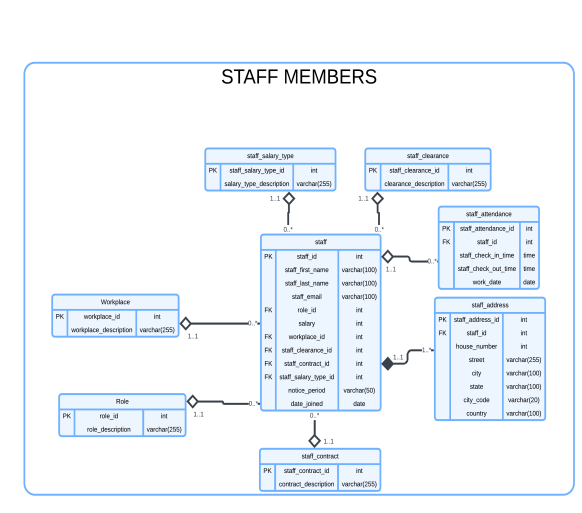 STAFF MEMBERS
staff_salary_type
PK staff_salary_type_id int
salary_type_description varchar(255)
1..1
0..*
staff_clearance
PK staff_clearance_id int
clearance_description varchar(255)
1..1
0..*
staff_attendance
PK staff_attendance_id int
FK staff_id int
staff_check_in_time time
staff_check_out_time time
work_date date
staff
PK staff_id int
staff_first_name varchar(100)
staff_last_name varchar(100)
staff_email varchar(100)
FK role_id int
salary int
FK workplace_id int
FK staff_clearance_id int
FK staff_contract_id int
FK staff_salary_type_id int
notice_period varchar(50)
date_joined date
1..1
0..*
staff_address
PK staff_address_id int
FK staff_id int
house_number int
street varchar(255)
city varchar(100)
state varchar(100)
city_code varchar(20)
country varchar(100)
1..1
1..*
Workplace
PK workplace_id int
workplace_description varchar(255)
1..1
0..*
Role
PK role_id int
role_description varchar(255)
1..1
0..*
0..*
1..1
staff_contract
PK staff_contract_id int
contract_description varchar(255)